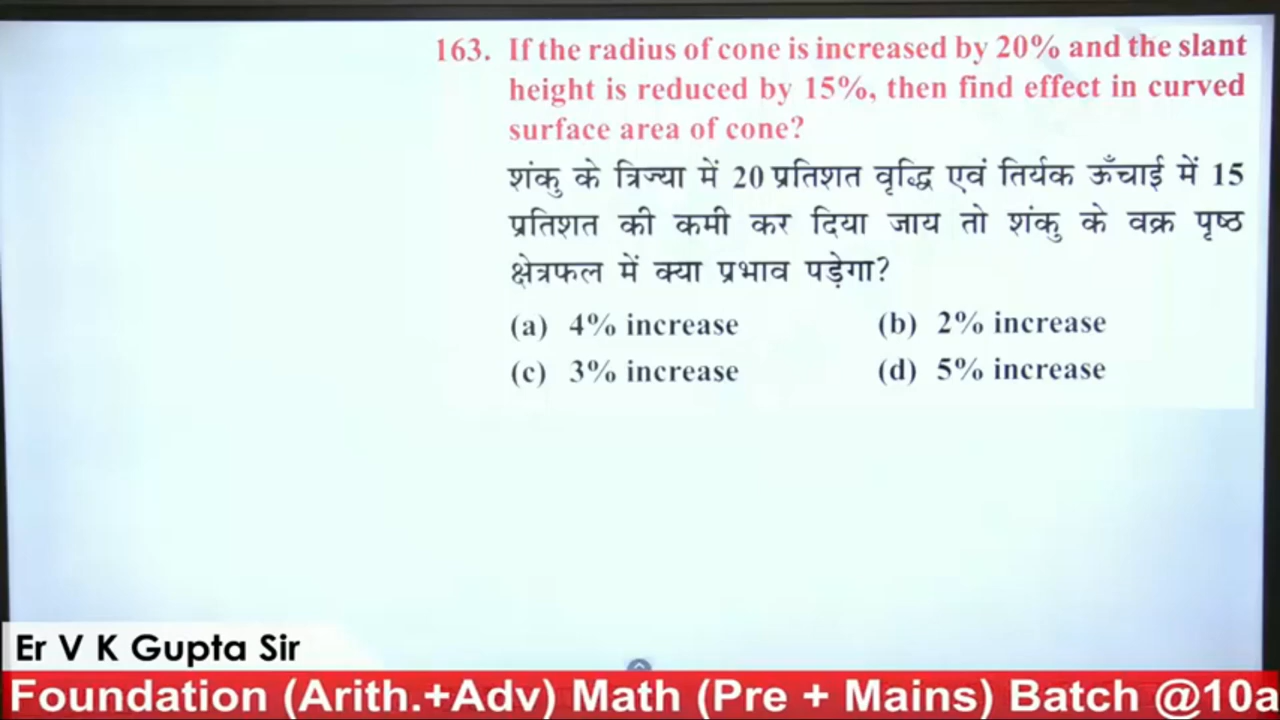 163. If the radius of cone is increased by 20% and the slant
height is reduced by 15%, then find effect in curved
surface area of cone?
शंकु के त्रिज्या में 20 प्रतिशत वृद्धि एवं तिर्यक ऊँचाई में 15
प्रतिशत की कमी कर दिया जाय तो शंकु के वक्र पृष्ठ
क्षेत्रफल में क्या प्रभाव पड़ेगा?
(a) 4% increase (b) 2% increase
(c) 3% increase (d) 5% increase
Er V K Gupta Sir
Foundation (Arith.+Adv) Math (Pre + Mains) Batch @10a